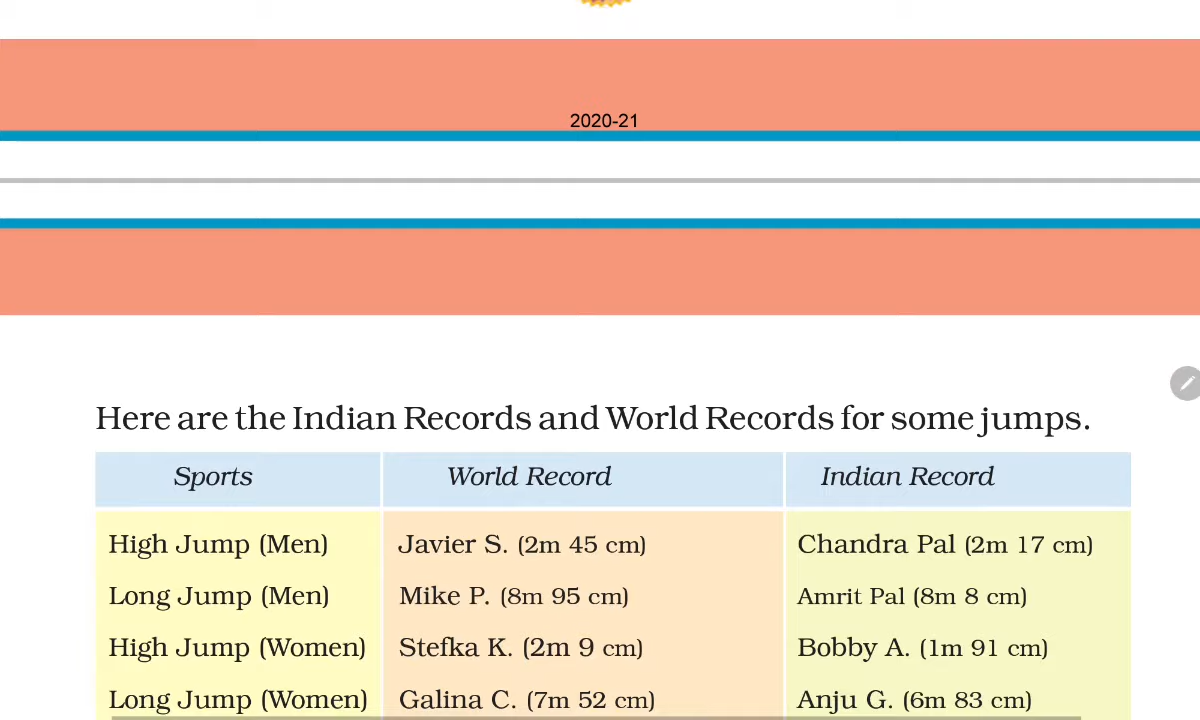 2020-21
Here are the Indian Records and World Records for some jumps.
Sports World Record Indian Record
High Jump (Men) Javier S. (2m 45 cm) Chandra Pal (2m 17 cm)
Long Jump (Men) Mike P. (8m 95 cm) Amrit Pal (8m 8 cm)
High Jump (Women) Stefka K. (2m 9 cm) Bobby A. (1m 91 cm)
Long Jump (Women) Galina C. (7m 52 cm) Anju G. (6m 83 cm)